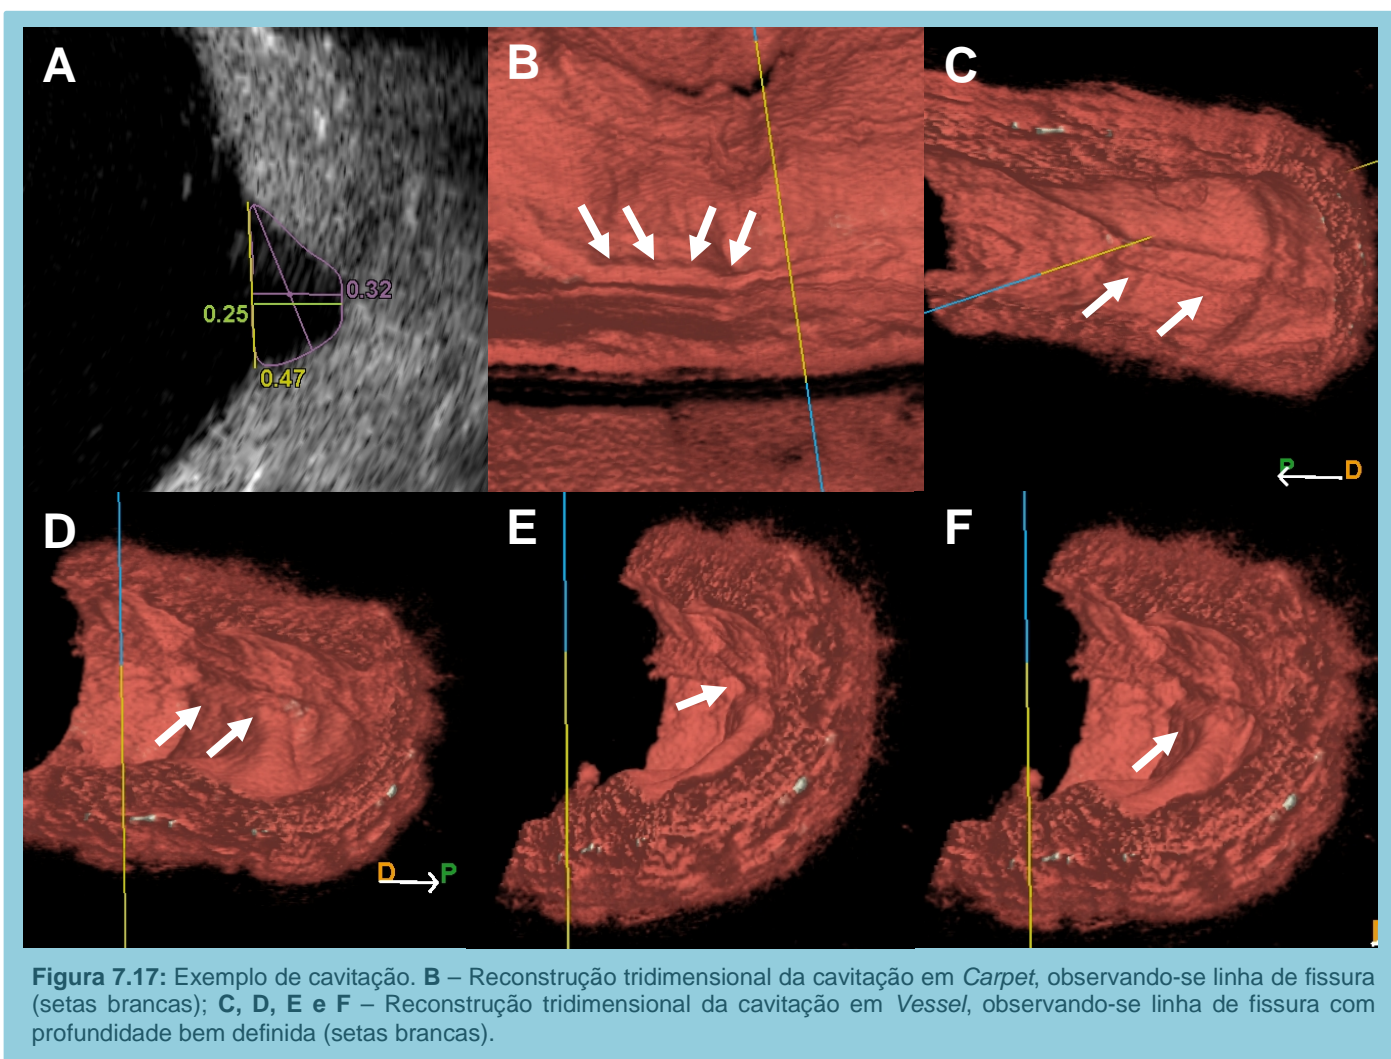 A
B
C
0.32
0.25
0.47
P D
D
E
F
D P
Figura 7.17: Exemplo de cavitação. B – Reconstrução tridimensional da cavitação em Carpet, observando-se linha de fissura
(setas brancas); C, D, E e F – Reconstrução tridimensional da cavitação em Vessel, observando-se linha de fissura com
profundidade bem definida (setas brancas).